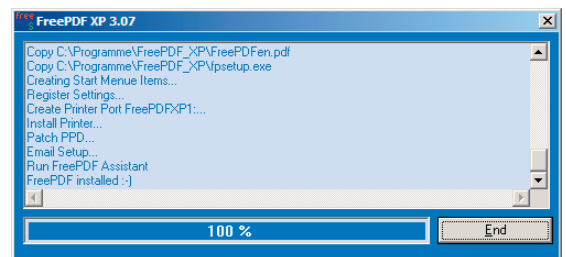 free
s
FreePDF XP 3.07
Copy C:\Programme\FreePDF_XP\FreePDFen.pdf
Copy C:\Programme\FreePDF_XP\fpsetup.exe
Creating Start Menue Items...
Register Settings...
Create Printer Port FreePDFXP1:...
Install Printer...
Patch PPD...
Email Setup...
Run FreePDF Assistant
FreePDF installed :-)
100 %
End